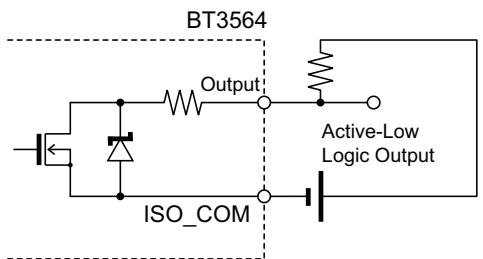 BT3564
Output
Active-Low
Logic Output
ISO_COM